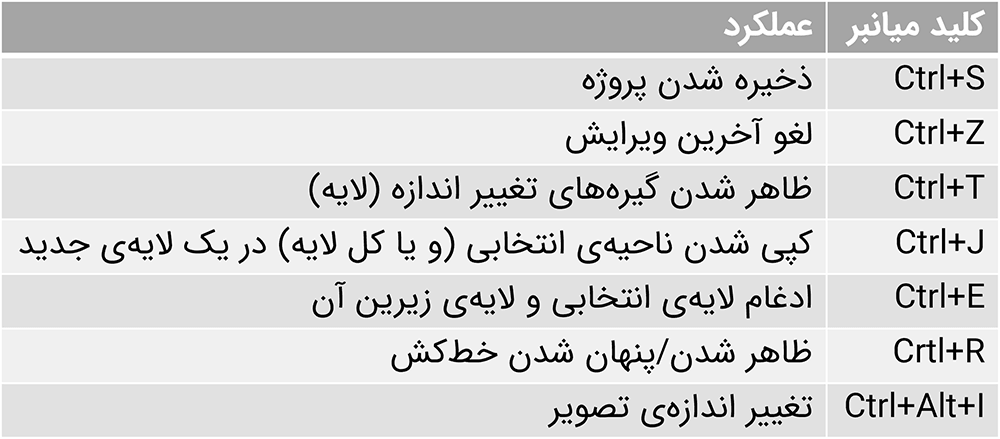 کلید میانبر عملکرد
Ctrl+S ذخیره شدن پروژه
Ctrl+Z لغو آخرین ویرایش
Ctrl+T ظاهر شدن گیره‌های تغییر اندازه (لایه)
Ctrl+J کپی شدن ناحیه‌ی انتخابی (و یا کل لایه) در یک لایه‌ی جدید
Ctrl+E ادغام لایه‌ی انتخابی و لایه‌ی زیرین آن
Crtl+R ظاهر شدن/پنهان شدن خط‌کش
Ctrl+Alt+I تغییر اندازه‌ی تصویر